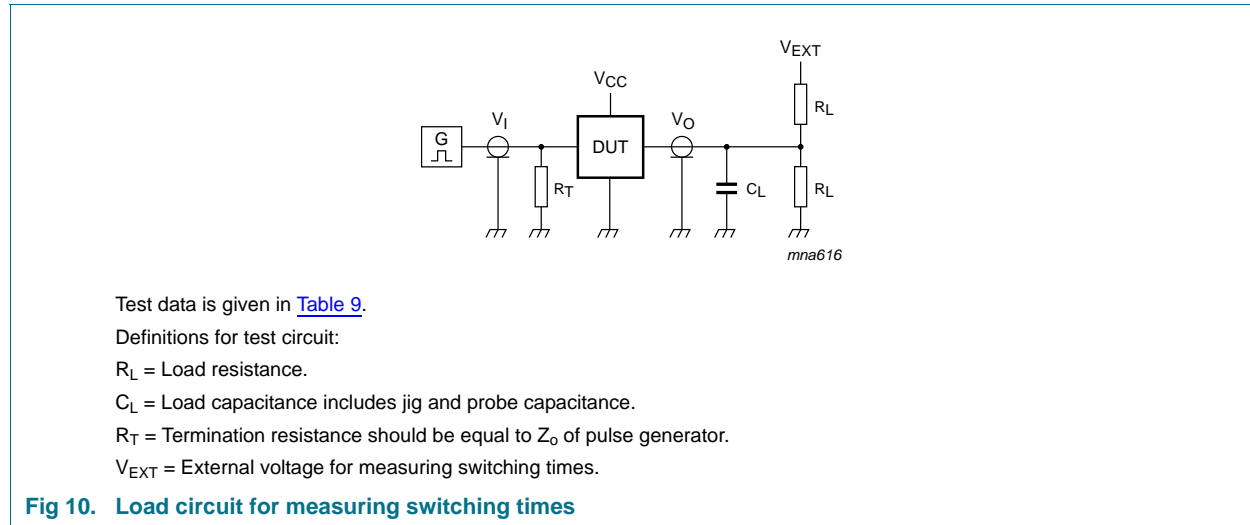 VEXT
VCC
RL
VI
VO
G
DUT
RT
CL
RL
mna616
Test data is given in Table 9.
Definitions for test circuit:
RL = Load resistance.
CL = Load capacitance includes jig and probe capacitance.
RT = Termination resistance should be equal to Zo of pulse generator.
VEXT = External voltage for measuring switching times.
Fig 10. Load circuit for measuring switching times